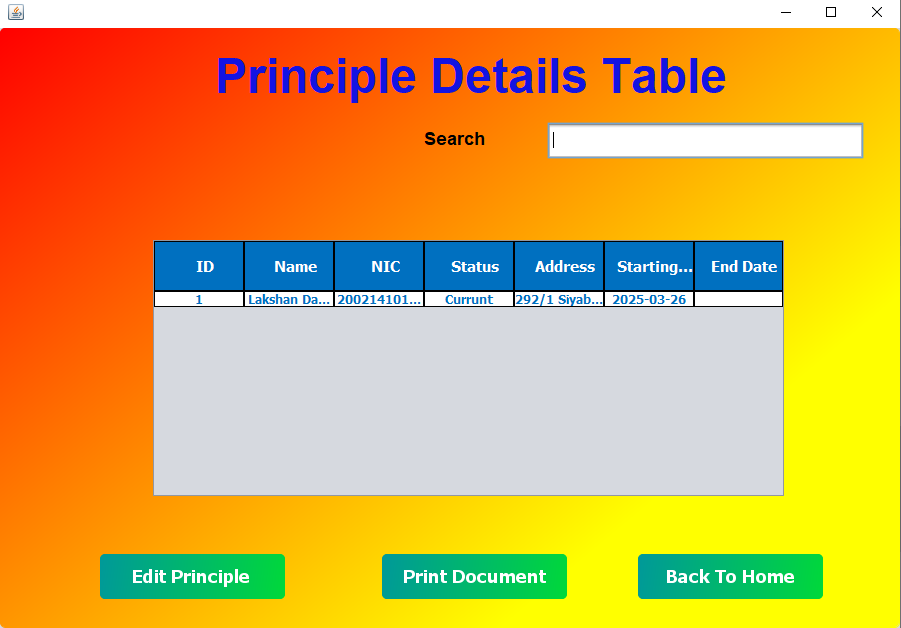 Principle Details Table
Search
ID Name NIC Status Address Starting... End Date
1 Lakshan Da... 200214101... Currunt 292/1 Siyab... 2025-03-26
Edit Principle Print Document Back To Home